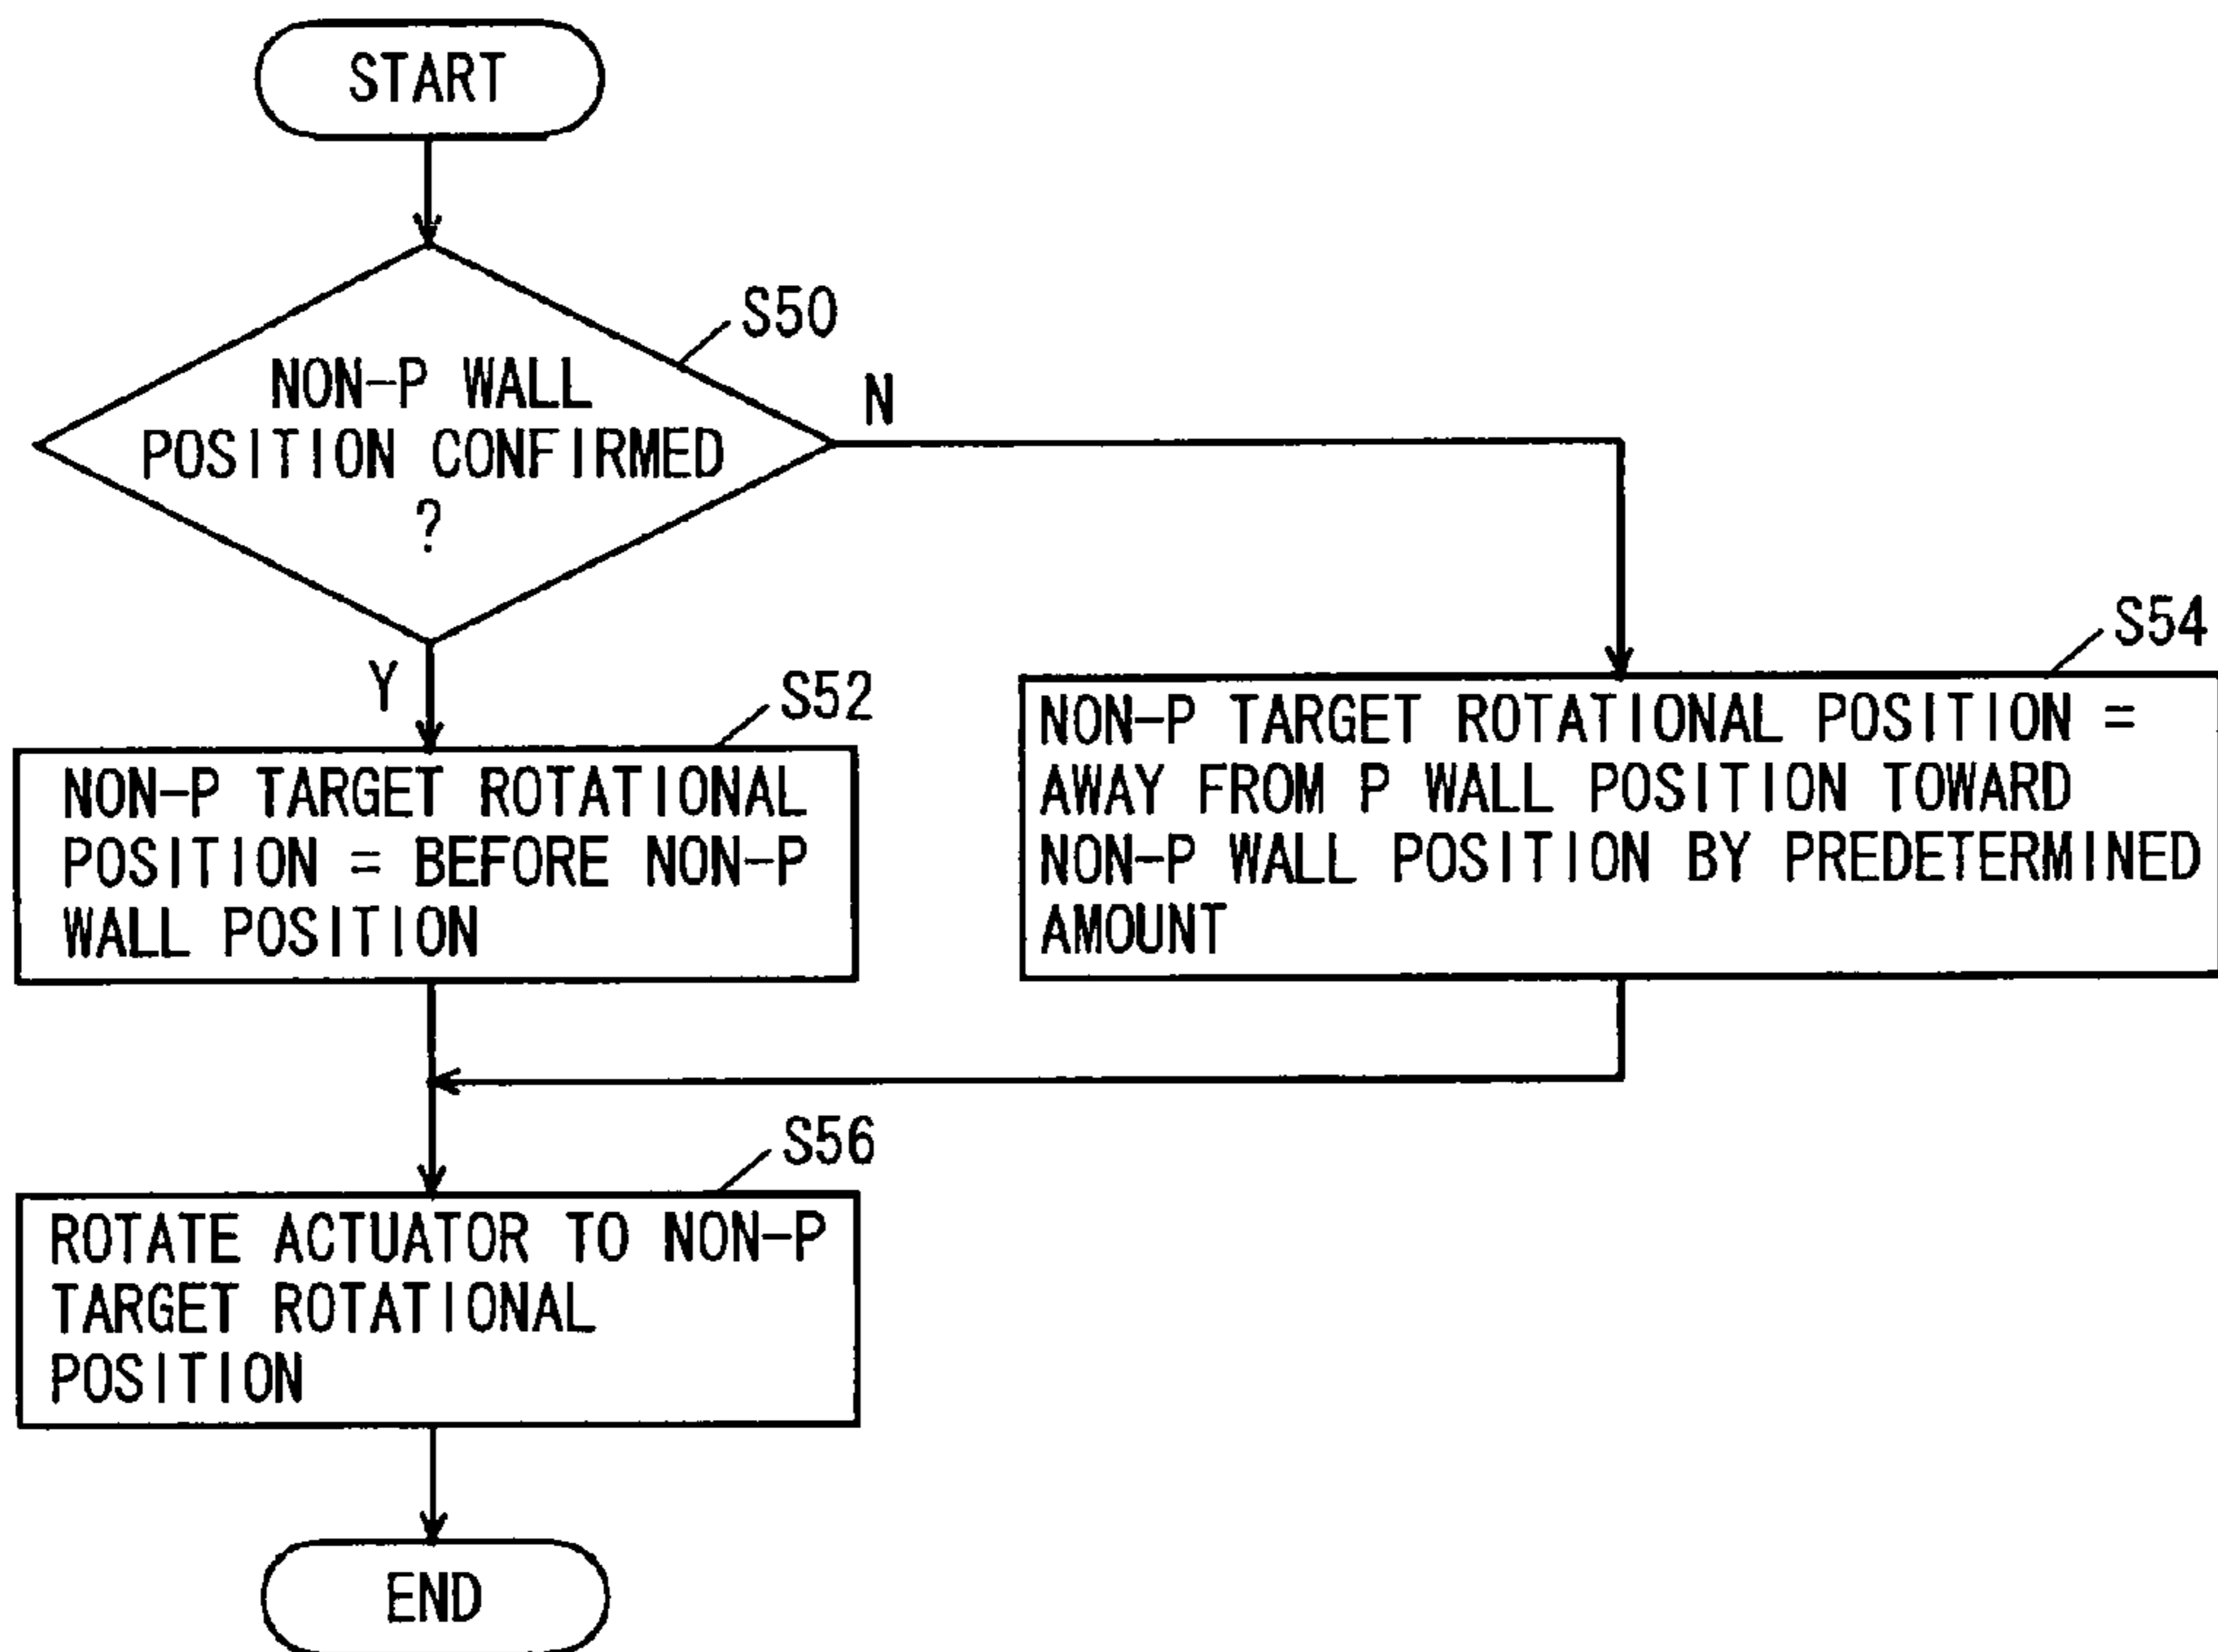 START
S50
NON-P WALL
POSITION CONFIRMED
?
N
Y
S52
NON-P TARGET ROTATIONAL
POSITION = BEFORE NON-P
WALL POSITION
S54
NON-P TARGET ROTATIONAL POSITION =
AWAY FROM P WALL POSITION TOWARD
NON-P WALL POSITION BY PREDETERMINED
AMOUNT
S56
ROTATE ACTUATOR TO NON-P
TARGET ROTATIONAL
POSITION
END